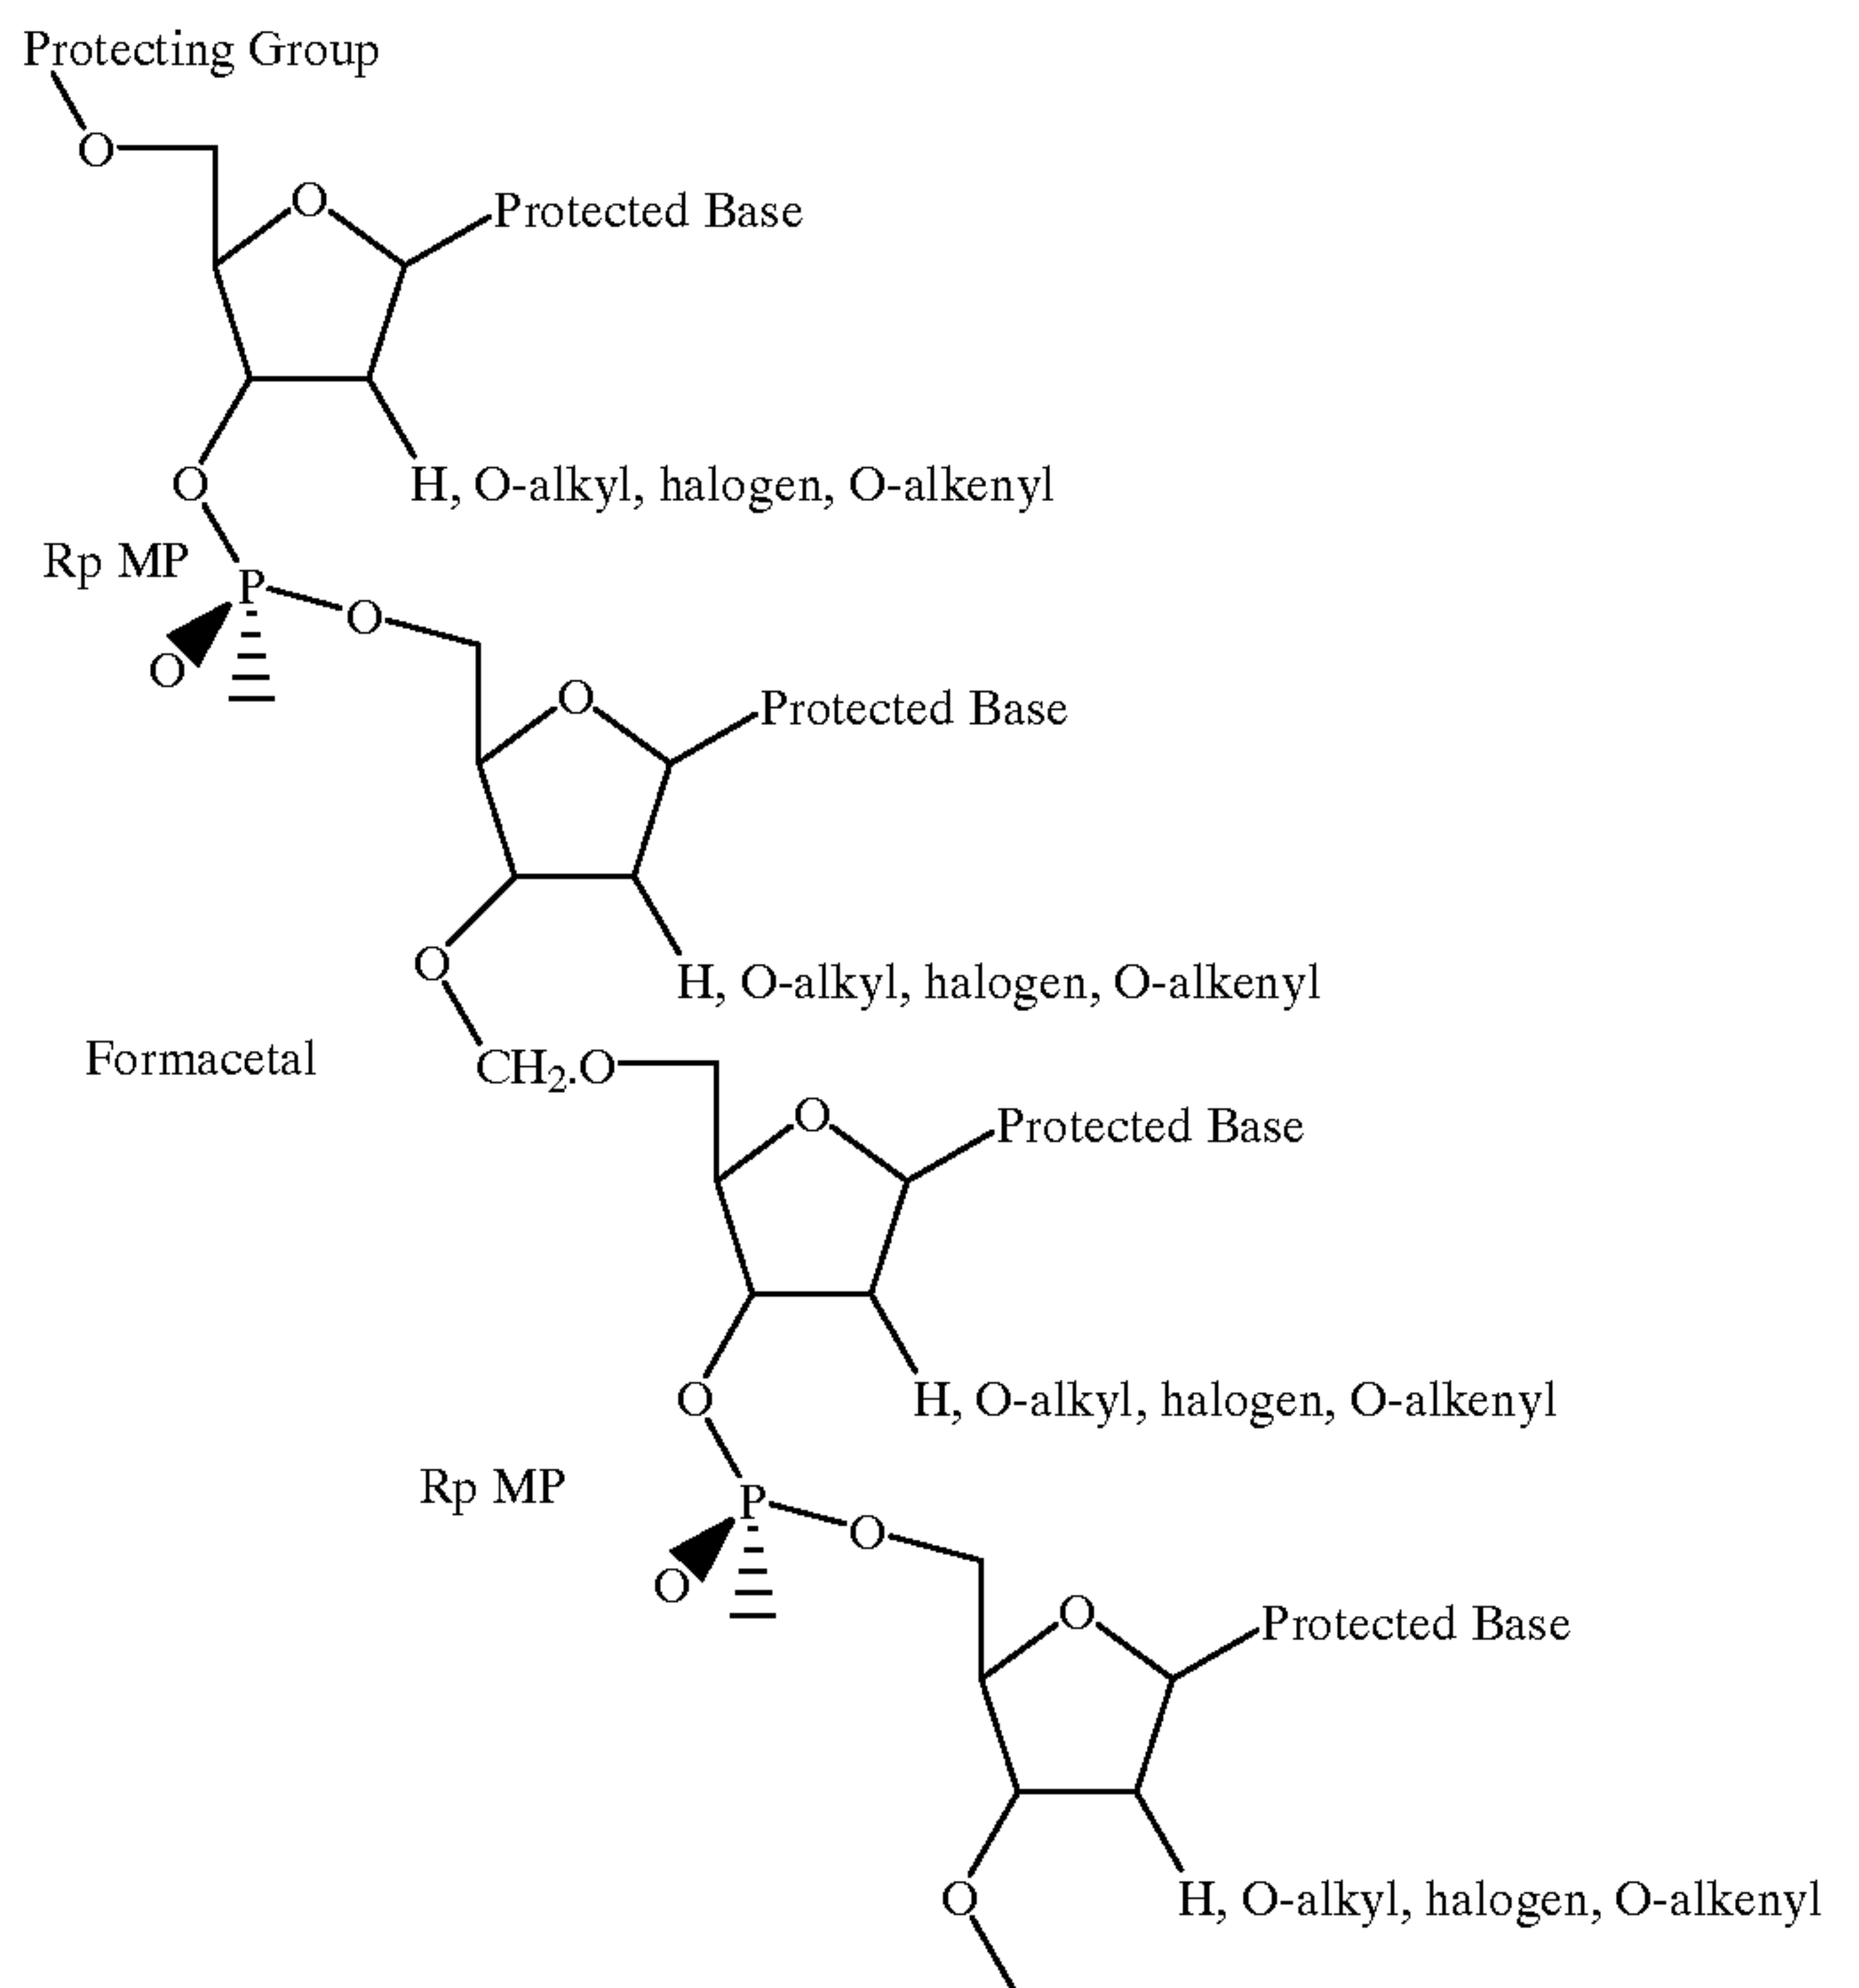 Protecting Group
O
O
Protected Base
O
H, O-alkyl, halogen, O-alkenyl
Rp MP
P
O
O
O
Protected Base
O
H, O-alkyl, halogen, O-alkenyl
Formacetal
CH2.O
O
Protected Base
O
H, O-alkyl, halogen, O-alkenyl
Rp MP
P
O
O
O
Protected Base
O
H, O-alkyl, halogen, O-alkenyl